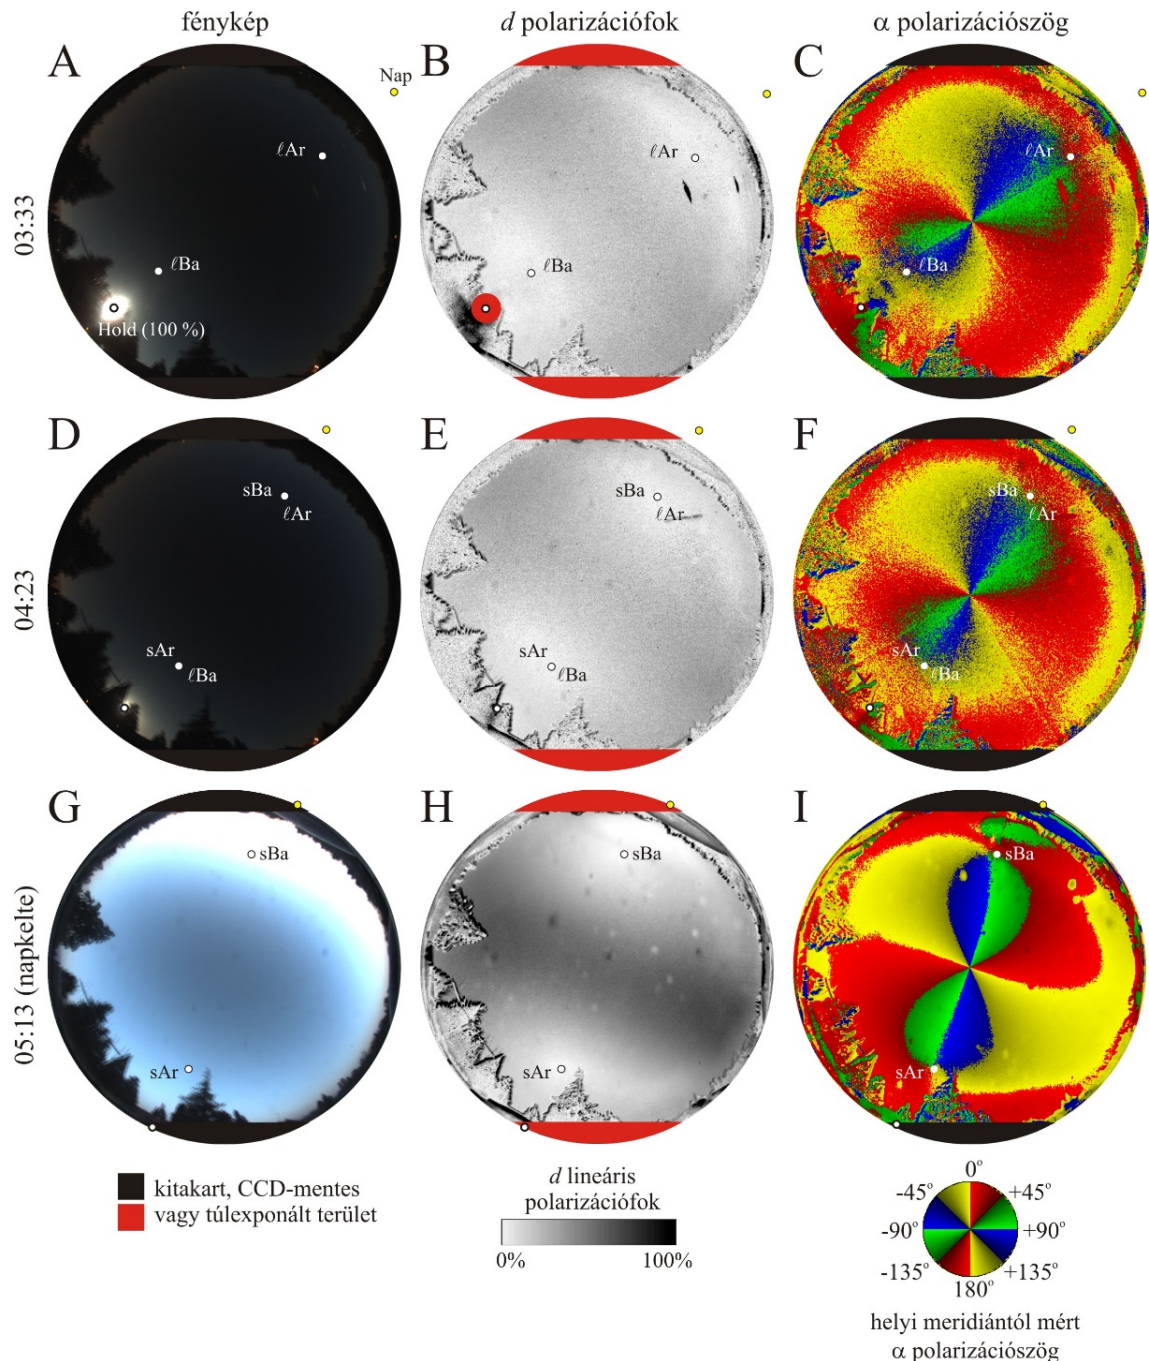 fénykép
d polarizációfok
α polarizációszög
03:33
A
Nap
ℓAr
ℓBa
Hold (100 %)
B
ℓAr
ℓBa
C
ℓAr
ℓBa
04:23
D
sBa
ℓAr
sAr
ℓBa
E
sBa
ℓAr
sAr
ℓBa
F
sBa
ℓAr
sAr
ℓBa
05:13 (napkelte)
G
sBa
sAr
H
sBa
sAr
I
sBa
sAr
kitakart, CCD-mentes
vagy túlexponált terület
d lineáris
polarizációfok
0%
100%
0°
-45°
+45°
-90°
+90°
-135°
+135°
180°
helyi meridiántól mért
α polarizációszög